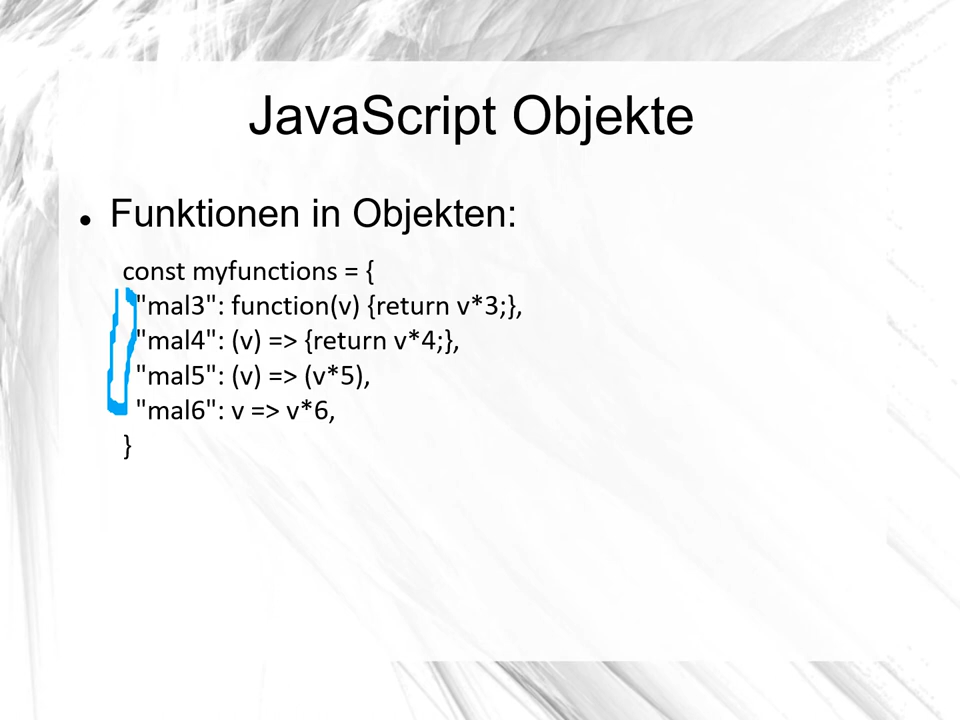 JavaScript Objekte
● Funktionen in Objekten:
const myfunctions = {
"mal3": function(v) {return v*3;},
"mal4": (v) => {return v*4;},
"mal5": (v) => (v*5),
"mal6": v => v*6,
}